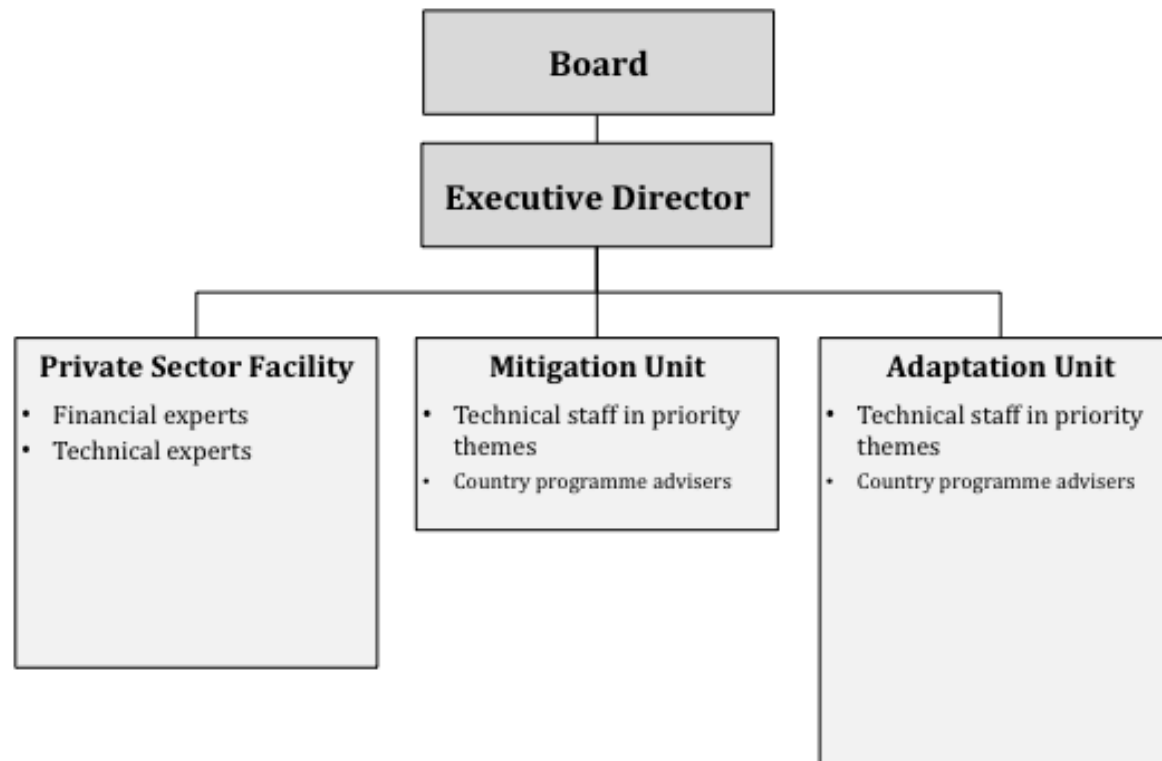 Board
Executive Director
Private Sector Facility
• Financial experts
• Technical experts
Mitigation Unit
• Technical staff in priority
themes
• Country programme advisers
Adaptation Unit
• Technical staff in priority
themes
• Country programme advisers